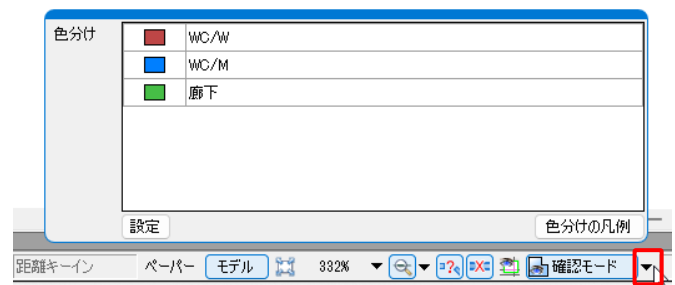 色分け
WC/W
WC/M
廊下
設定
色分けの凡例
距離キーイン ペーパー モデル 332% 確認モード